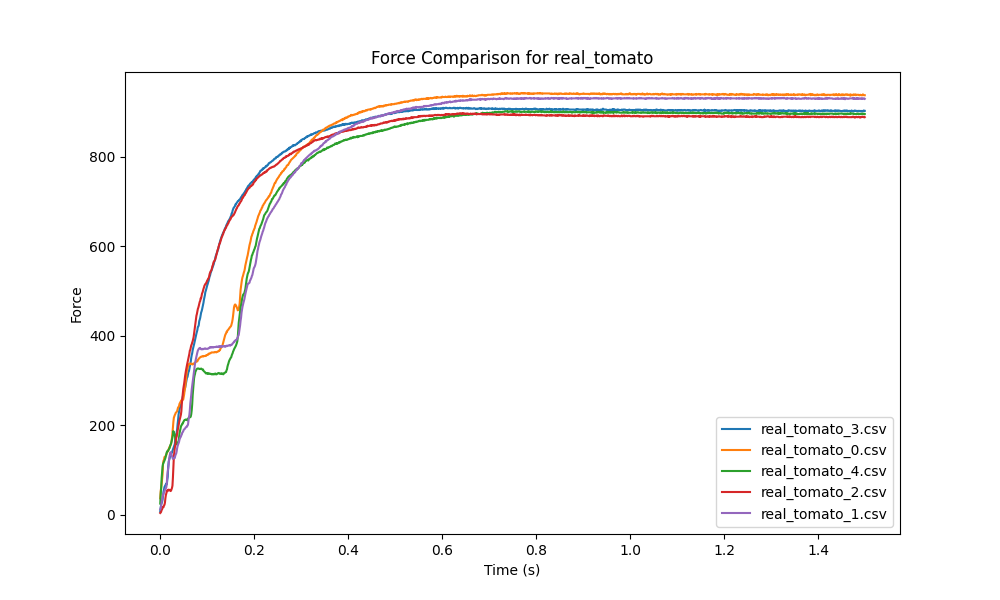 Force Comparison for real_tomato
Force
800
600
400
200
0
0.0 0.2 0.4 0.6 0.8 1.0 1.2 1.4
Time (s)
real_tomato_3.csv
real_tomato_0.csv
real_tomato_4.csv
real_tomato_2.csv
real_tomato_1.csv